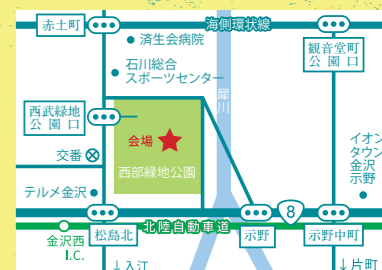 赤土町
海側環状線
済生会病院
観音堂町
公園口
石川総合
スポーツセンター
犀川
西武緑地
公園口
会場
イオン
タウン
金沢
示野
交番
西部緑地公園
テルメ金沢
8
北陸自動車道
金沢西
I.C.
松島北
示野
示野中町
↓入江
↓片町